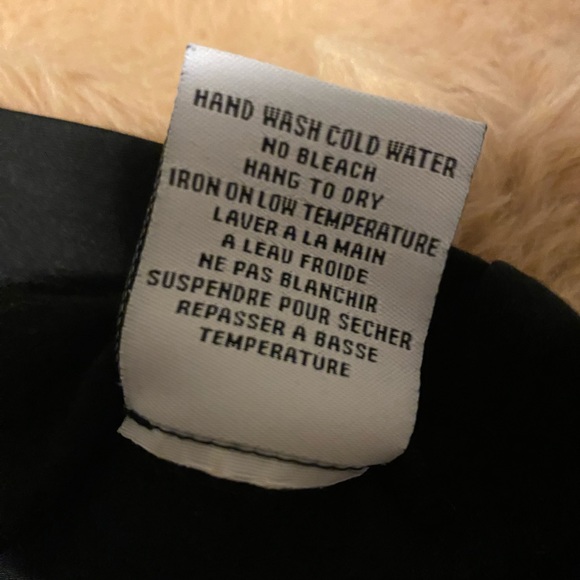 HAND WASH COLD WATER
NO BLEACH
HANG TO DRY
IRON ON LOW TEMPERATURE
LAVER A LA MAIN
A LEAU FROIDE
NE PAS BLANCHIR
SUSPENDRE POUR SECHER
REPASSER A BASSE
TEMPERATURE